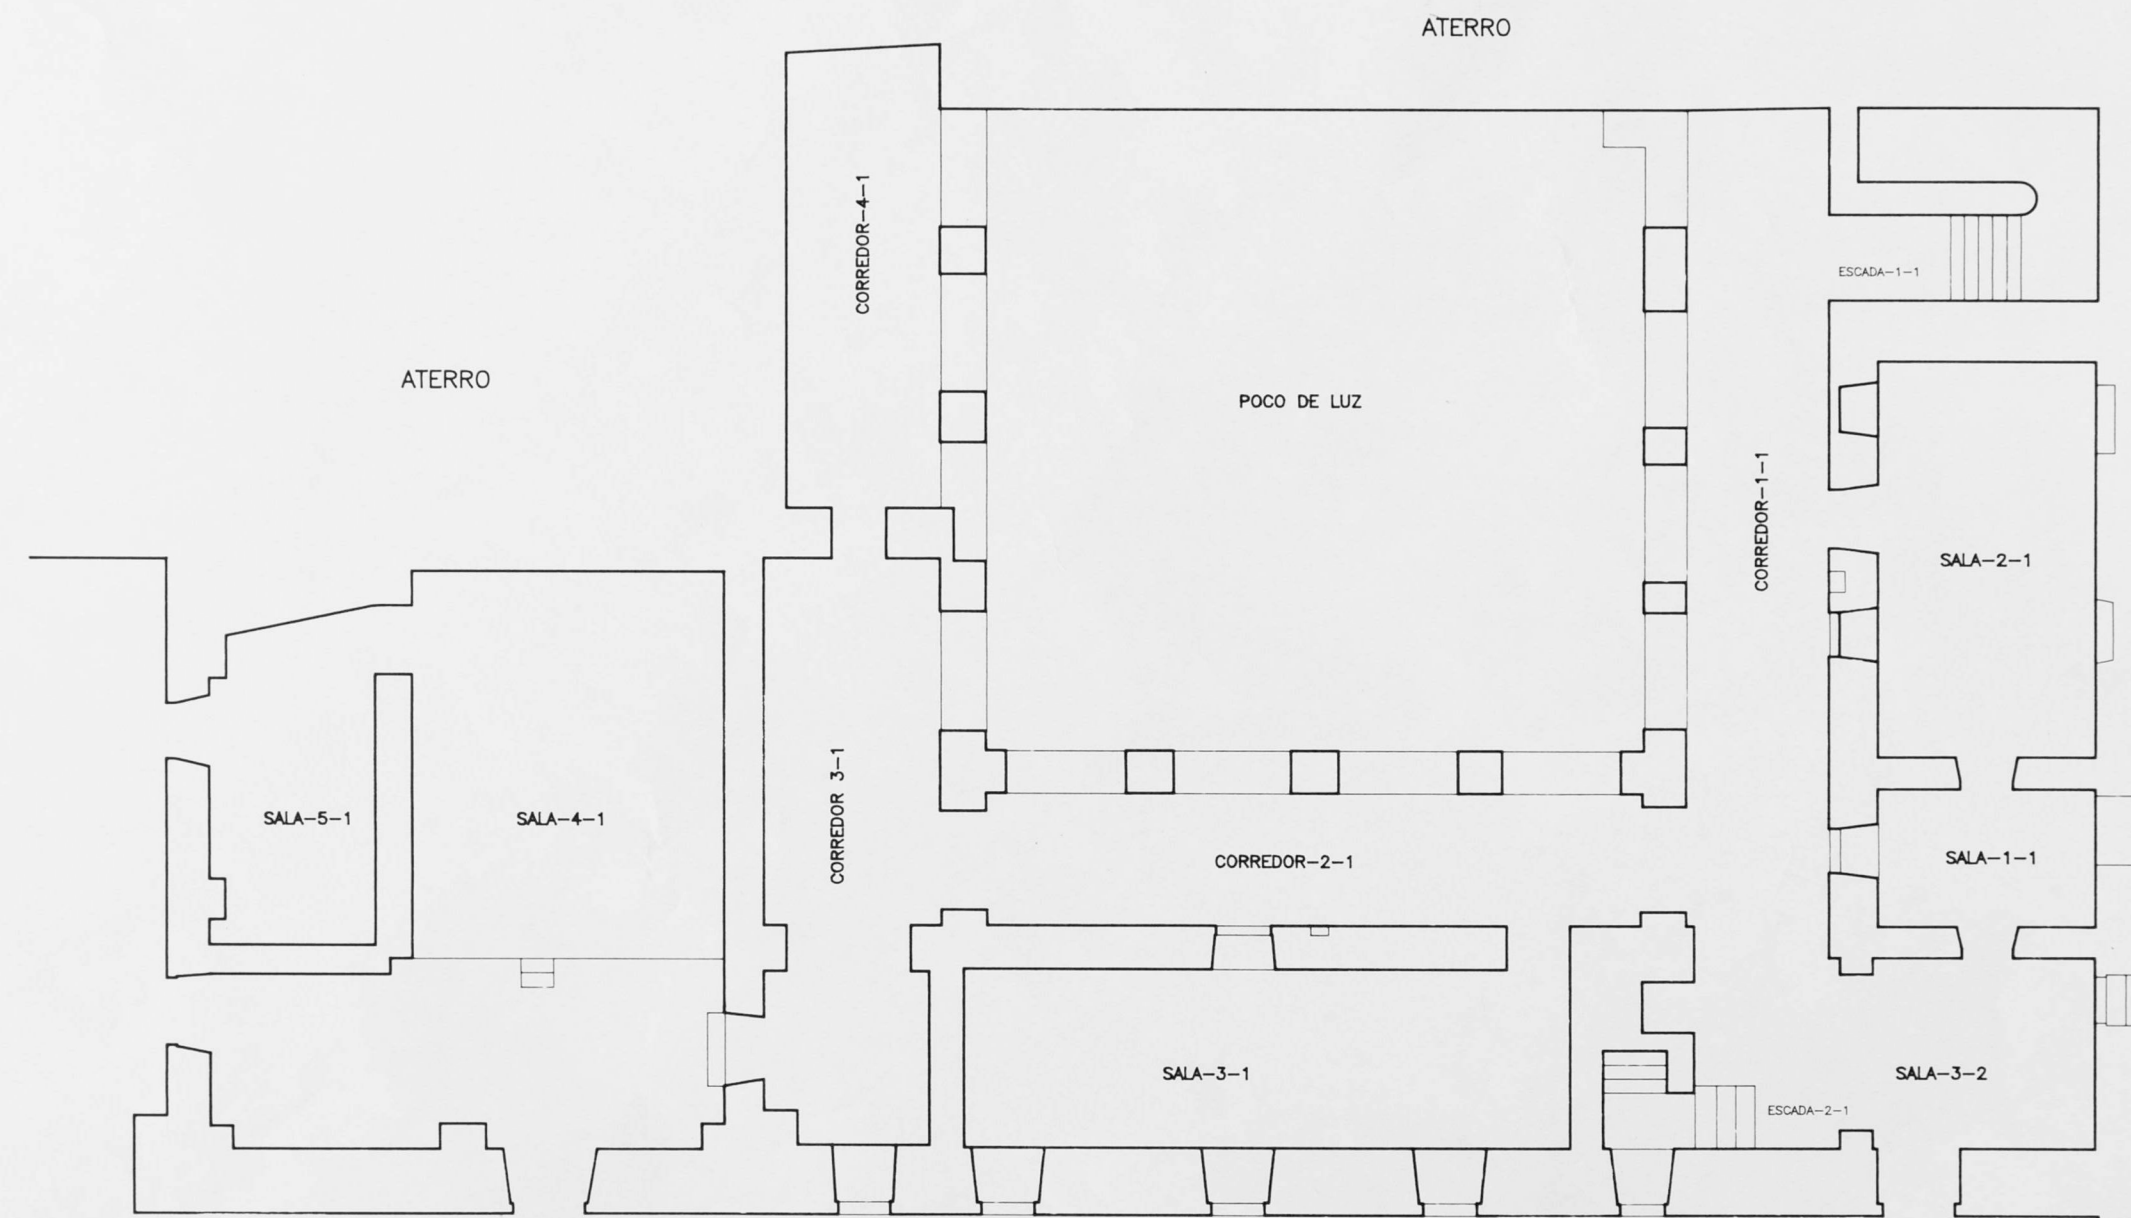 ATERRO
CORREDOR-4-1
ESCADA-1-1
ATERRO
POCO DE LUZ
CORREDOR-1-1
SALA-2-1
SALA-5-1
SALA-4-1
CORREDOR 3-1
CORREDOR-2-1
SALA-1-1
SALA-3-1
SALA-3-2
ESCADA-2-1